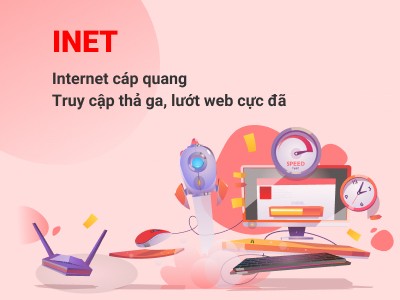 INET
Internet cáp quang
Truy cập thả ga, lướt web cực đã
SPEED